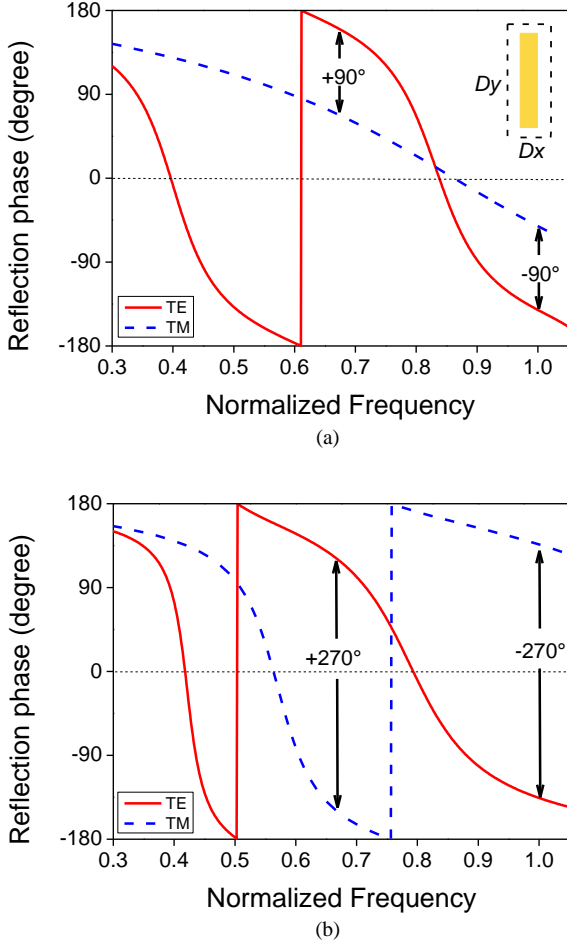 180
90
0
-90
-180
Reflection phase (degree)
+90°
-90°
Dy
Dx
TE
TM
0.3 0.4 0.5 0.6 0.7 0.8 0.9 1.0
Normalized Frequency
(a)
180
90
0
-90
-180
Reflection phase (degree)
+270°
-270°
TE
TM
0.3 0.4 0.5 0.6 0.7 0.8 0.9 1.0
Normalized Frequency
(b)